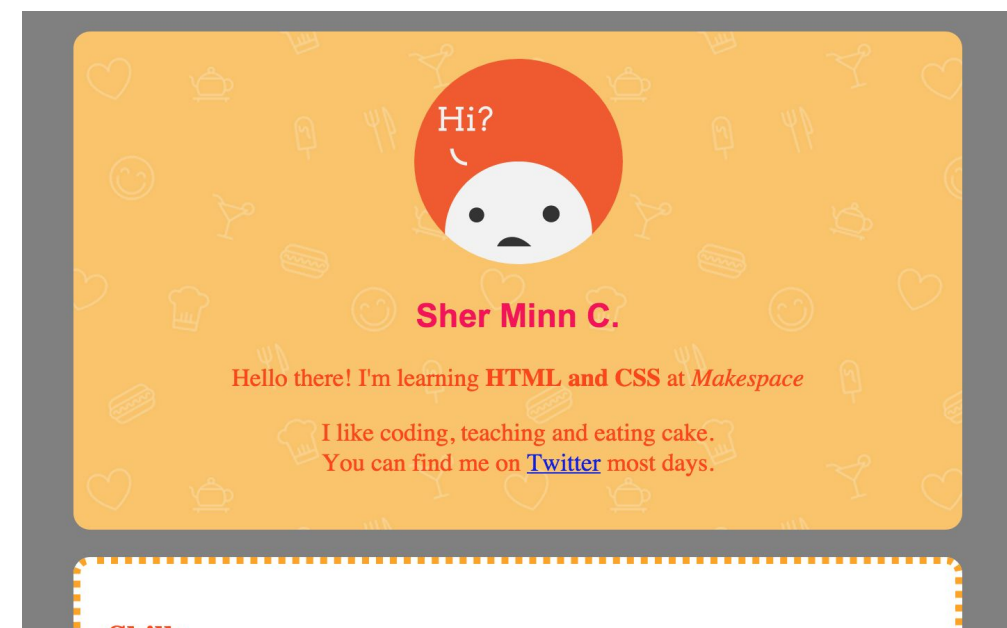 Hi?
Sher Minn C.
Hello there! I'm learning HTML and CSS at Makespace
I like coding, teaching and eating cake.
You can find me on Twitter most days.